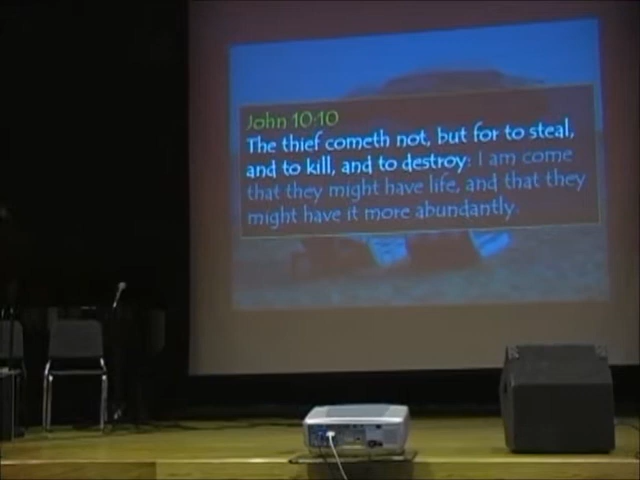 John 10:10
The thief cometh not, but for to steal,
and to kill, and to destroy: I am come
that they might have life, and that they
might have it more abundantly.